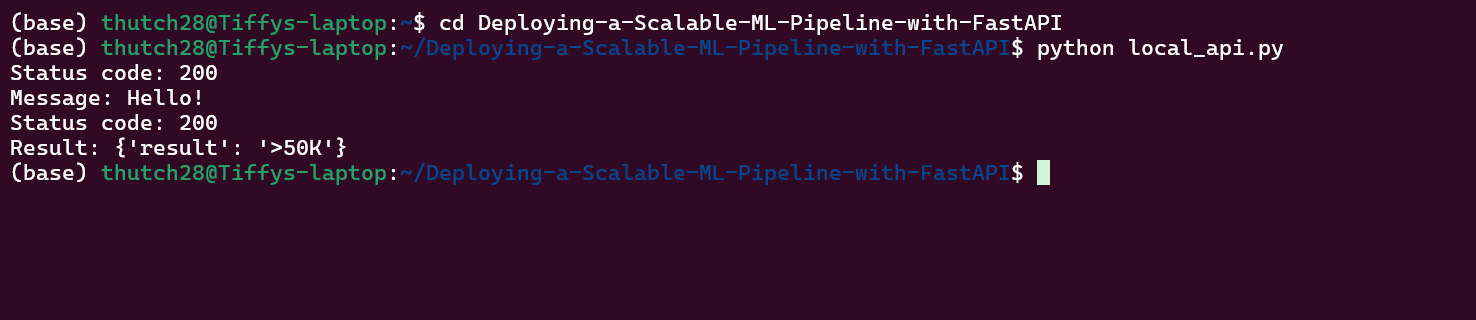 (base) thutch28@Tiffys-laptop:~$ cd Deploying-a-Scalable-ML-Pipeline-with-FastAPI
(base) thutch28@Tiffys-laptop:~/Deploying-a-Scalable-ML-Pipeline-with-FastAPI$ python local_api.py
Status code: 200
Message: Hello!
Status code: 200
Result: {'result': '>50K'}
(base) thutch28@Tiffys-laptop:~/Deploying-a-Scalable-ML-Pipeline-with-FastAPI$